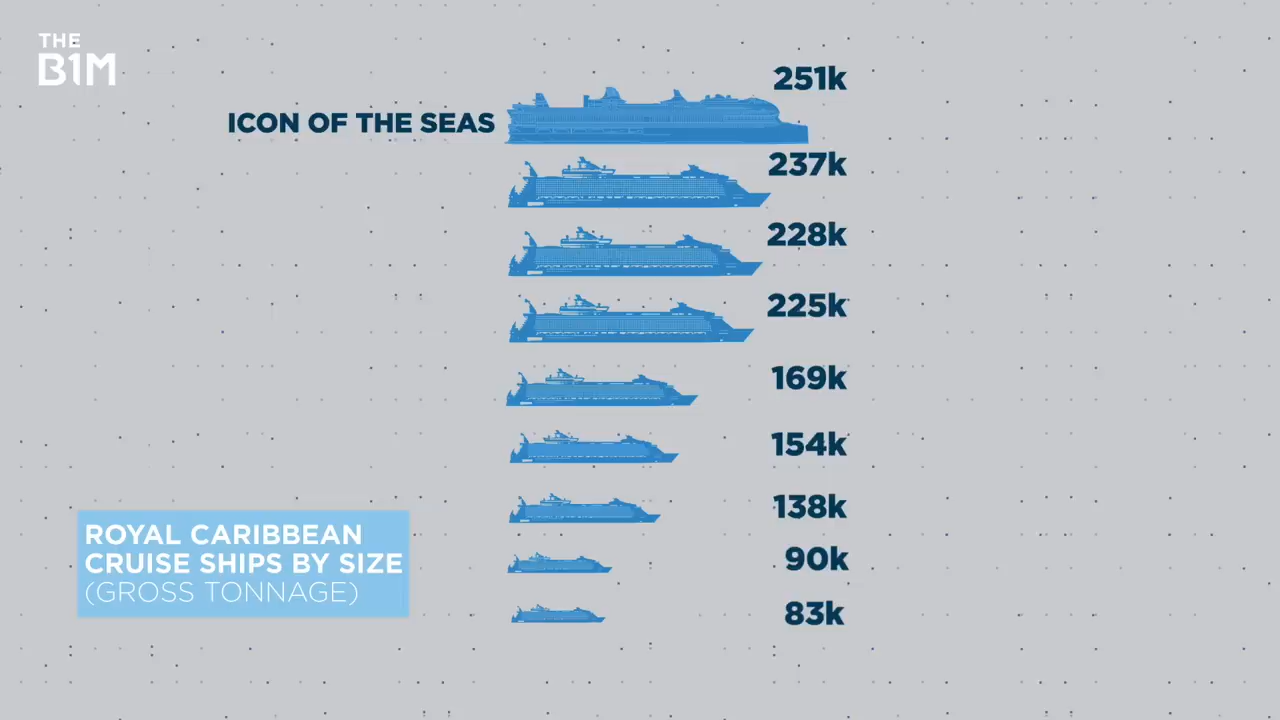 THE
B1M
251k
ICON OF THE SEAS
237k
228k
225k
169k
154k
138k
90k
83k
ROYAL CARIBBEAN
CRUISE SHIPS BY SIZE
(GROSS TONNAGE)